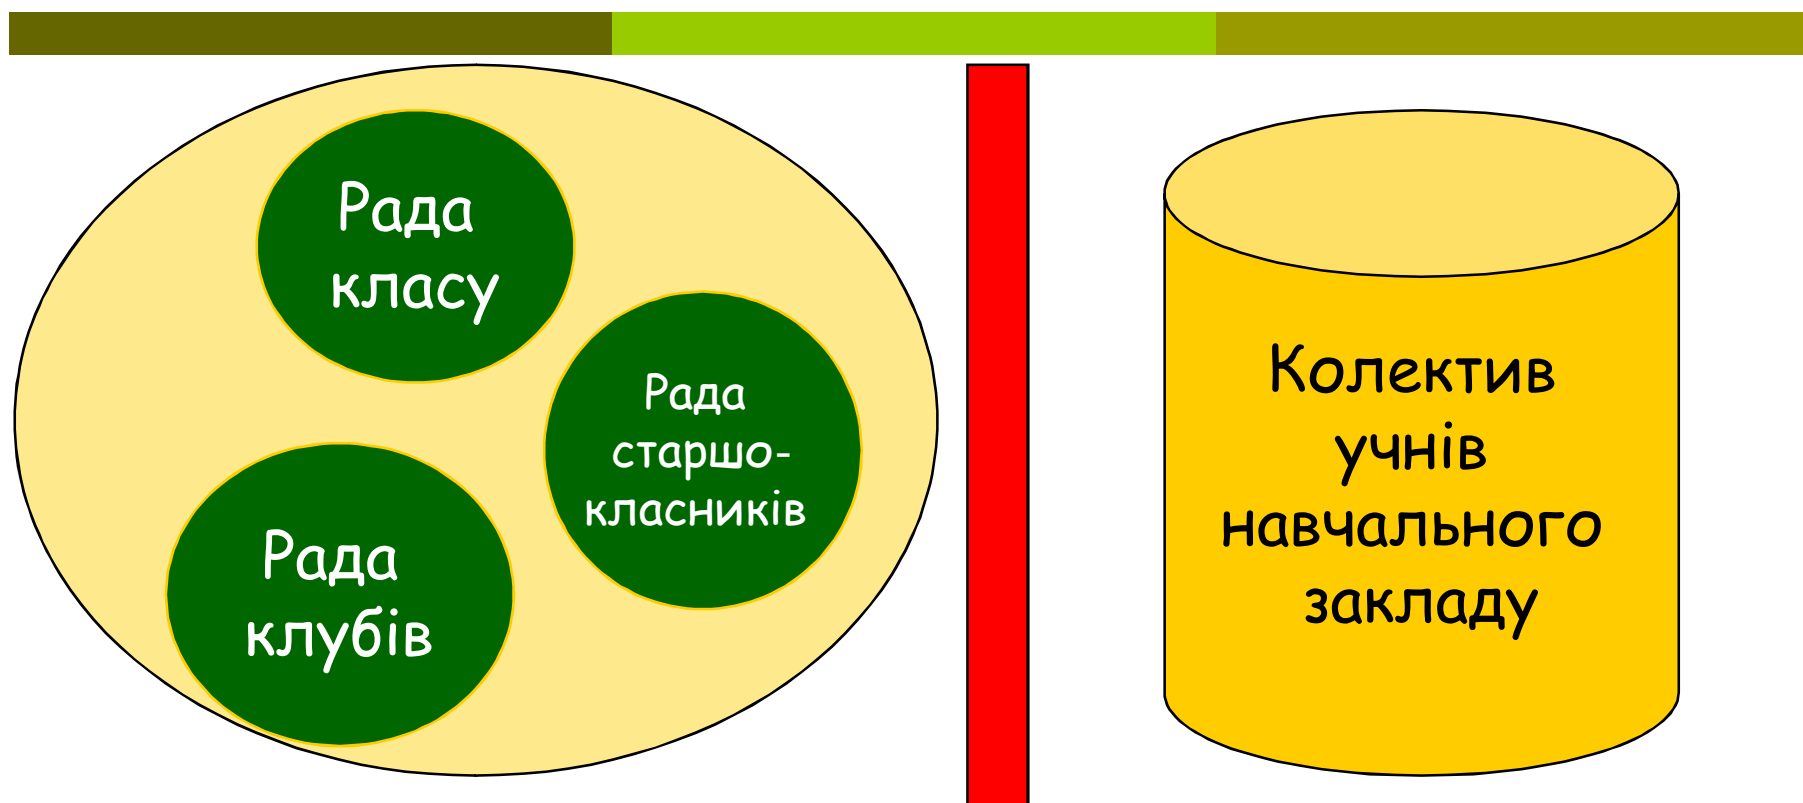 Рада
класу
Рада
старшо-
класників
Рада
клубів
Колектив
учнів
навчального
закладу